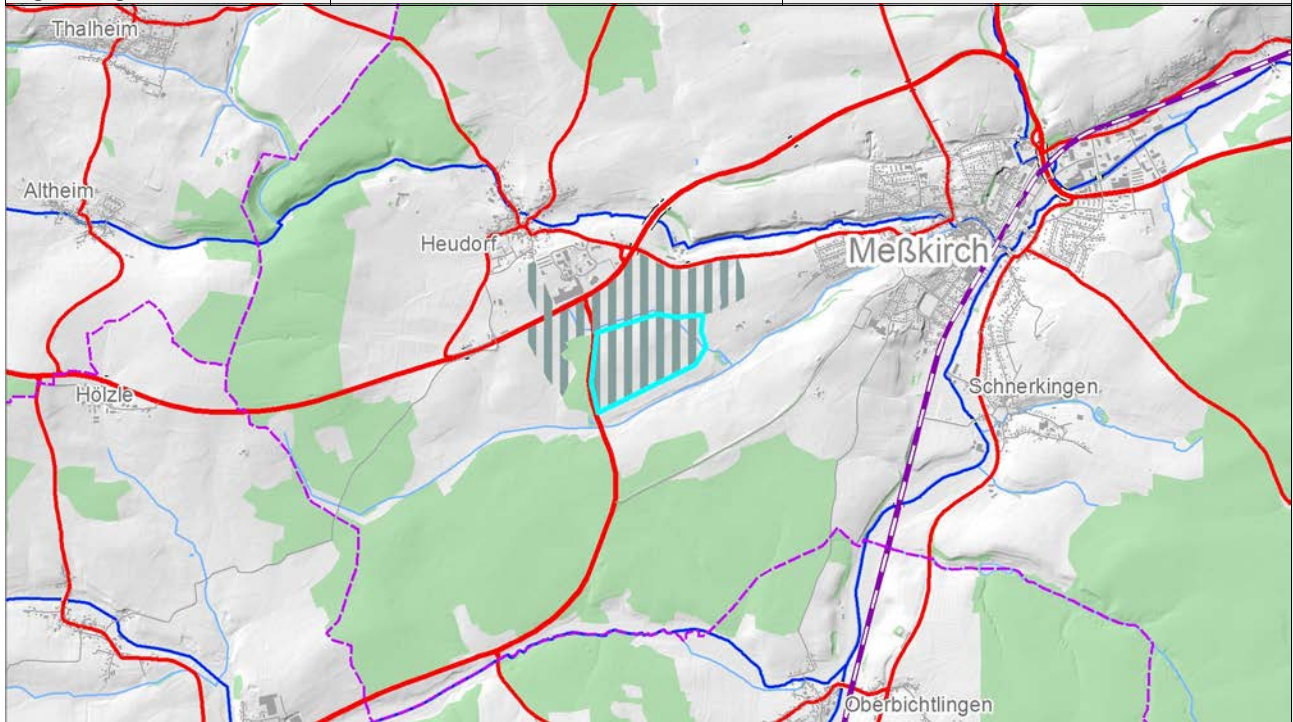 Thalheim
Altheim
Heudorf
Meßkirch
Hölzle
Schnerkingen
Oberbichtlingen